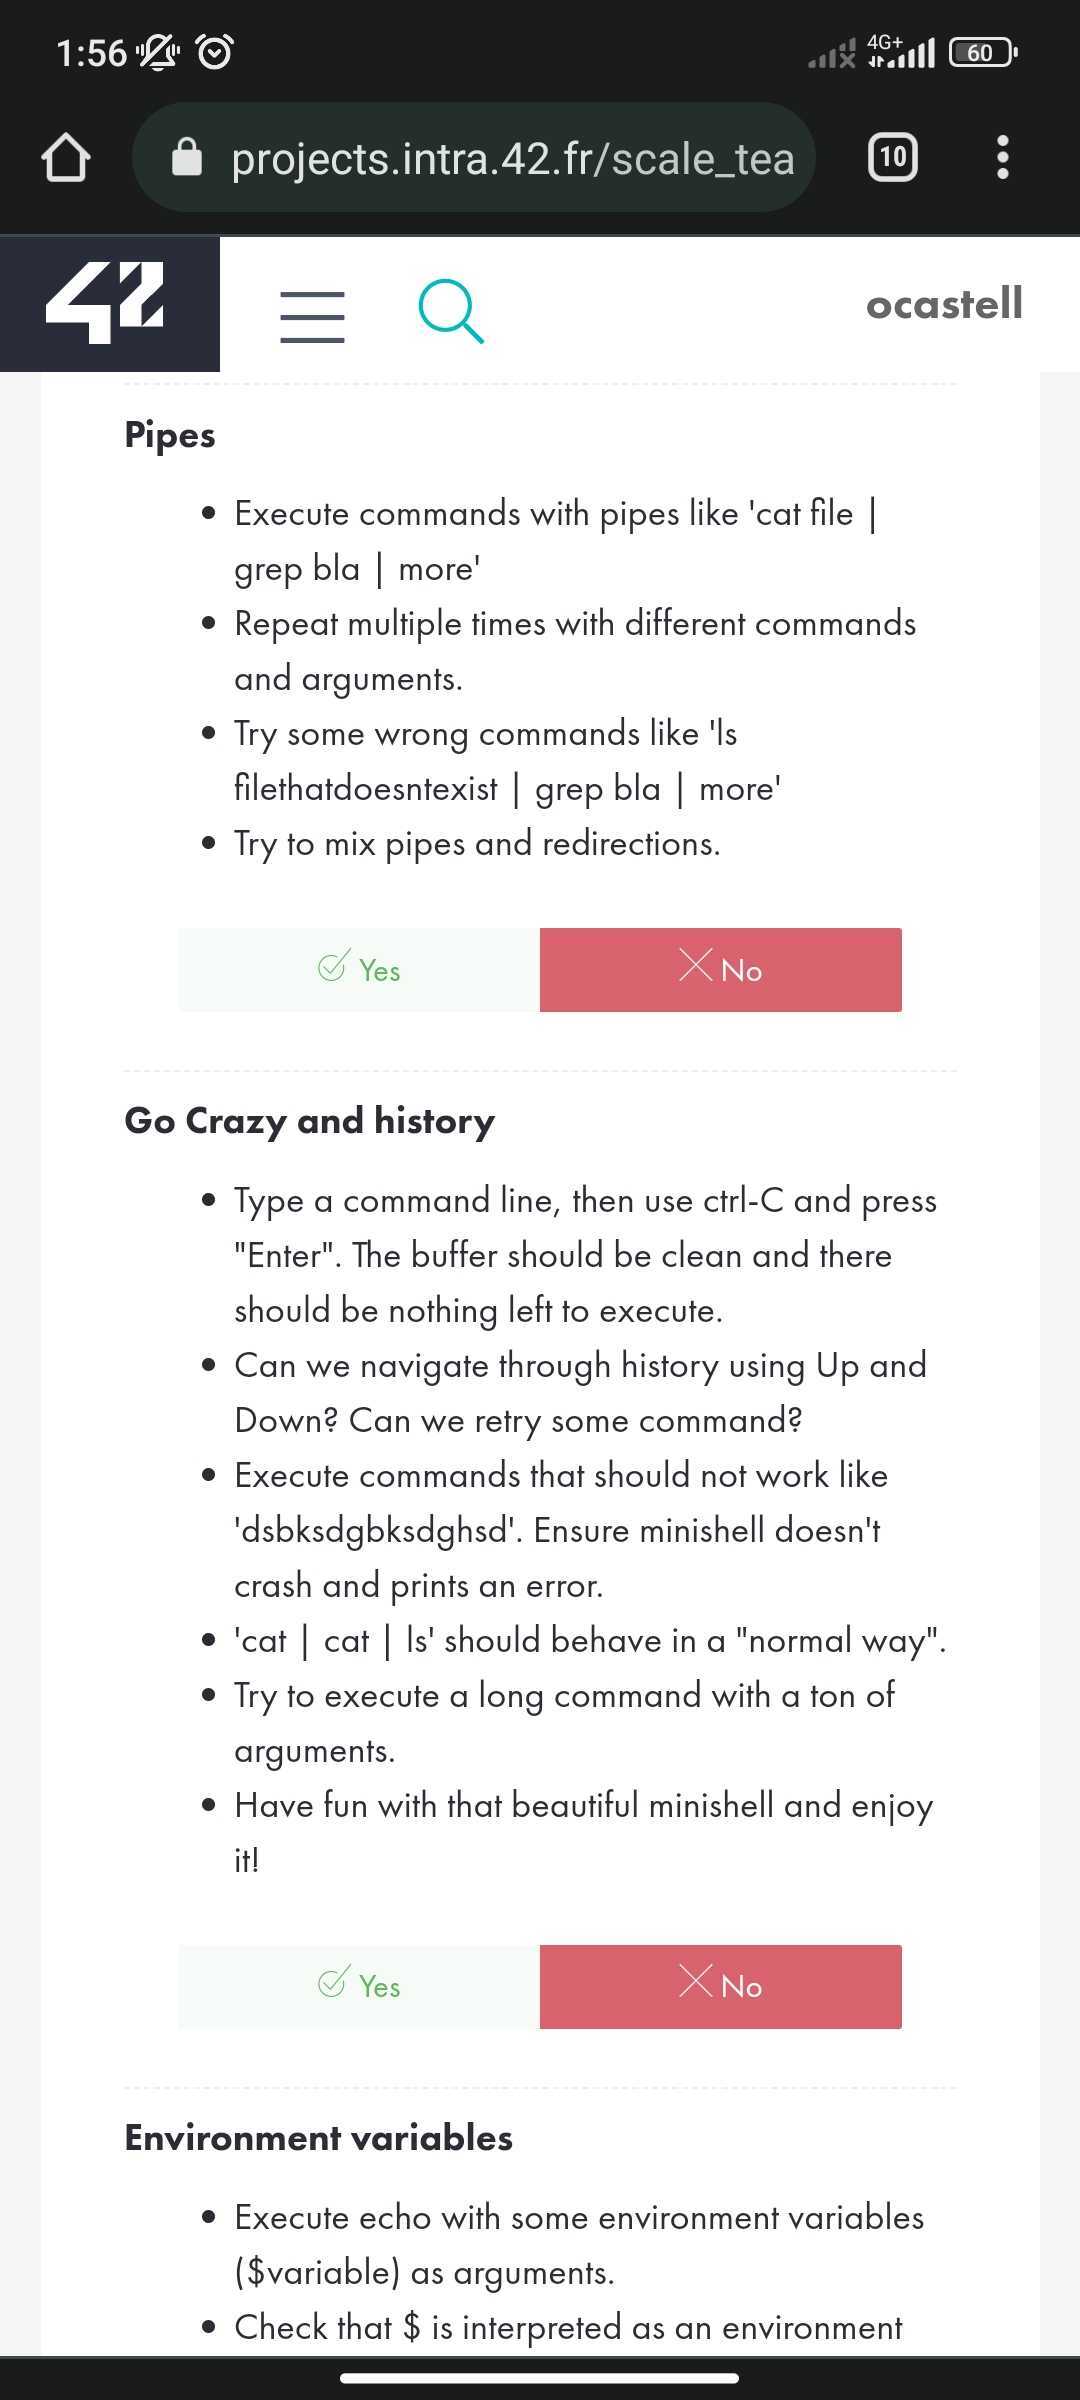 1:56
4G+
60
projects.intra.42.fr/scale_tea
10
42
ocastell
Pipes
Execute commands with pipes like 'cat file |
grep bla | more'
Repeat multiple times with different commands
and arguments.
Try some wrong commands like 'ls
filethatdoesntexist | grep bla | more'
Try to mix pipes and redirections.
Yes
No
Go Crazy and history
Type a command line, then use ctrl-C and press
"Enter". The buffer should be clean and there
should be nothing left to execute.
Can we navigate through history using Up and
Down? Can we retry some command?
Execute commands that should not work like
'dsbksdgbksdghsd'. Ensure minishell doesn't
crash and prints an error.
'cat | cat | ls' should behave in a "normal way".
Try to execute a long command with a ton of
arguments.
Have fun with that beautiful minishell and enjoy
it!
Yes
No
Environment variables
Execute echo with some environment variables
($variable) as arguments.
Check that $ is interpreted as an environment